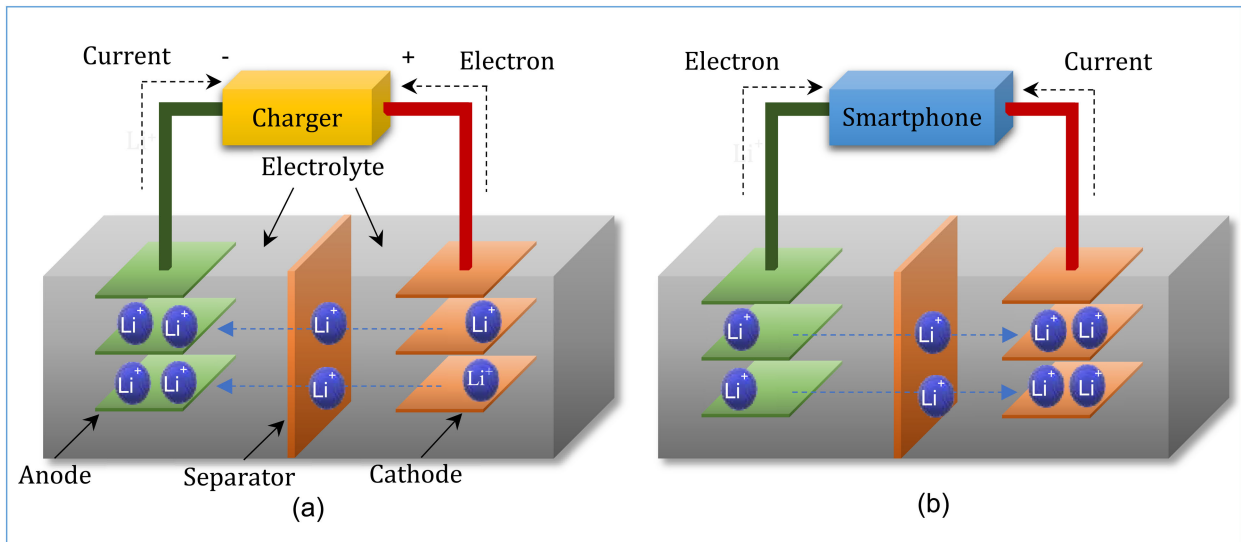 Current
-
+
Electron
Charger
Electrolyte
Li+
Li+
Li+
Li+
Li+
Li+
Li+
Li+
Li+
Anode
Separator
Cathode
(a)
Electron
Current
Smartphone
Li+
Li+
Li+
Li+
Li+
Li+
Li+
Li+
Li+
(b)